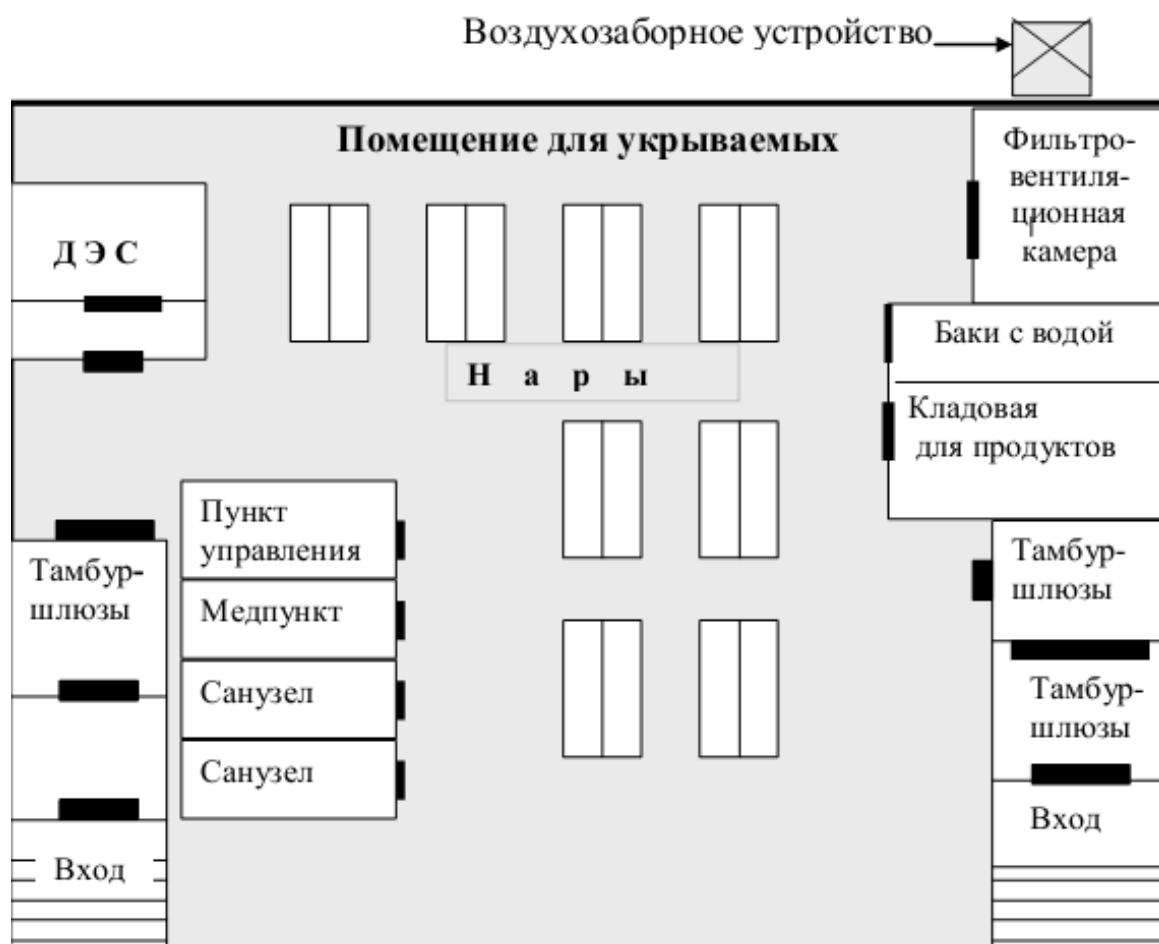 Воздухозаборное устройство
Помещение для укрываемых
Фильтро-
вентиля-
ционная
камера
Д Э С
Баки с водой
Н а р ы
Кладовая
для продуктов
Пункт
управления
Тамбур-
шлюзы
Тамбур-
шлюзы
Медпункт
Санузел
Тамбур-
шлюзы
Санузел
Вход
Вход